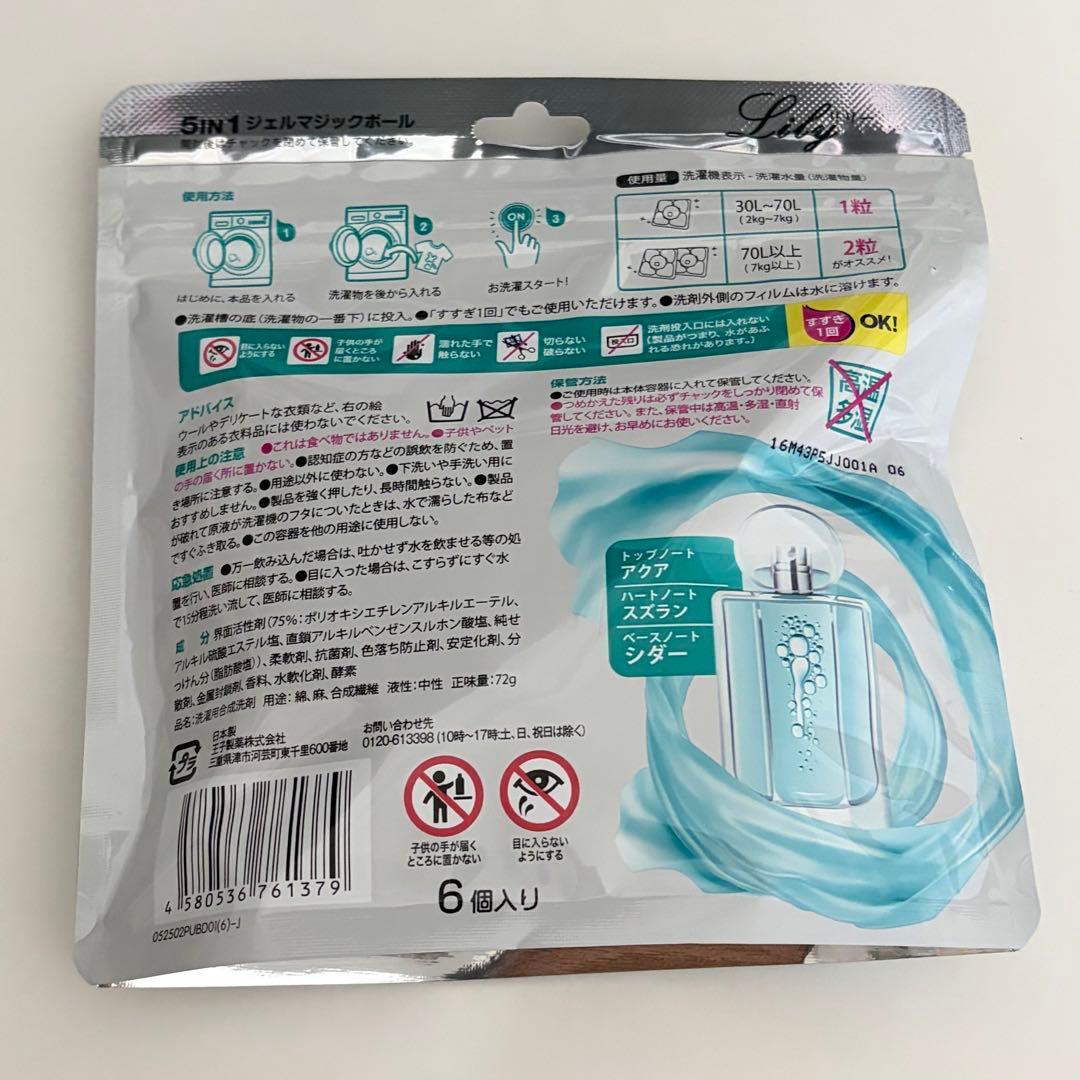 5IN1 ジェルマジックボール
開封後はチャックを閉めて保管してください。
Lily
使用方法
1
2
ON
3
はじめに、本品を入れる
洗濯物を後から入れる
お洗濯スタート!
使用量 洗濯機表示 - 洗濯水量(洗濯物量)
30L~70L
(2kg~7kg)
1粒
70L以上
(7kg以上)
2粒
がオススメ!
●洗濯槽の底(洗濯物の一番下)に投入。●「すすぎ1回」でもご使用いただけます。●洗剤外側のフィルムは水に溶けます。
目に入らない
ようにする
子供の手が
届くところ
に置かない
濡れた手で
触らない
切らない
破らない
投入口
洗剤投入口には入れない
(製品がつまり、水があふ
れる恐れがあります。)
すすぎ
1回
OK!
アドバイス
ウールやデリケートな衣類など、右の絵
表示のある衣料品には使わないでください。
使用上の注意 ●これは食べ物ではありません。●子供やペット
の手の届く所に置かない。●認知症の方などの誤飲を防ぐため、置
き場所に注意する。●用途以外に使わない。●下洗いや手洗い用に
おすすめしません。●製品を強く押したり、長時間触らない。●製品
が破れて原液が洗濯機のフタについたときは、水で濡らした布など
ですぐふき取る。●この容器を他の用途に使用しない。
応急処置 ●万一飲み込んだ場合は、吐かせず水を飲ませる等の処
置を行い、医師に相談する。●目に入った場合は、こすらずにすぐ水
で15分程洗い流して、医師に相談する。
成 分 界面活性剤(75%:ポリオキシエチレンアルキルエーテル、
アルキル硫酸エステル塩、直鎖アルキルベンゼンスルホン酸塩、純せ
っけん分(脂肪酸塩))、柔軟剤、抗菌剤、色落ち防止剤、安定化剤、分
散剤、金属封鎖剤、香料、水軟化剤、酵素
品名:洗濯用合成洗剤 用途:綿、麻、合成繊維 液性:中性 正味量:72g
保管方法
●ご使用時は本体容器に入れて保管してください。
●つめかえた残りは必ずチャックをしっかり閉めて保
管してください。また、保管中は高温・多湿・直射
日光を避け、お早めにお使いください。
高温
多湿
16M43P5JJ001A 06
トップノート
アクア
ハートノート
スズラン
ベースノート
シダー
プラ
日本製
王子製薬株式会社
三重県津市河芸町東千里600番地
お問い合わせ先
0120-613398 (10時~17時:土、日、祝日は除く)
子供の手が届く
ところに置かない
目に入らない
ようにする
4 580536 761379
6個入り
052502PUBD01(6)-J